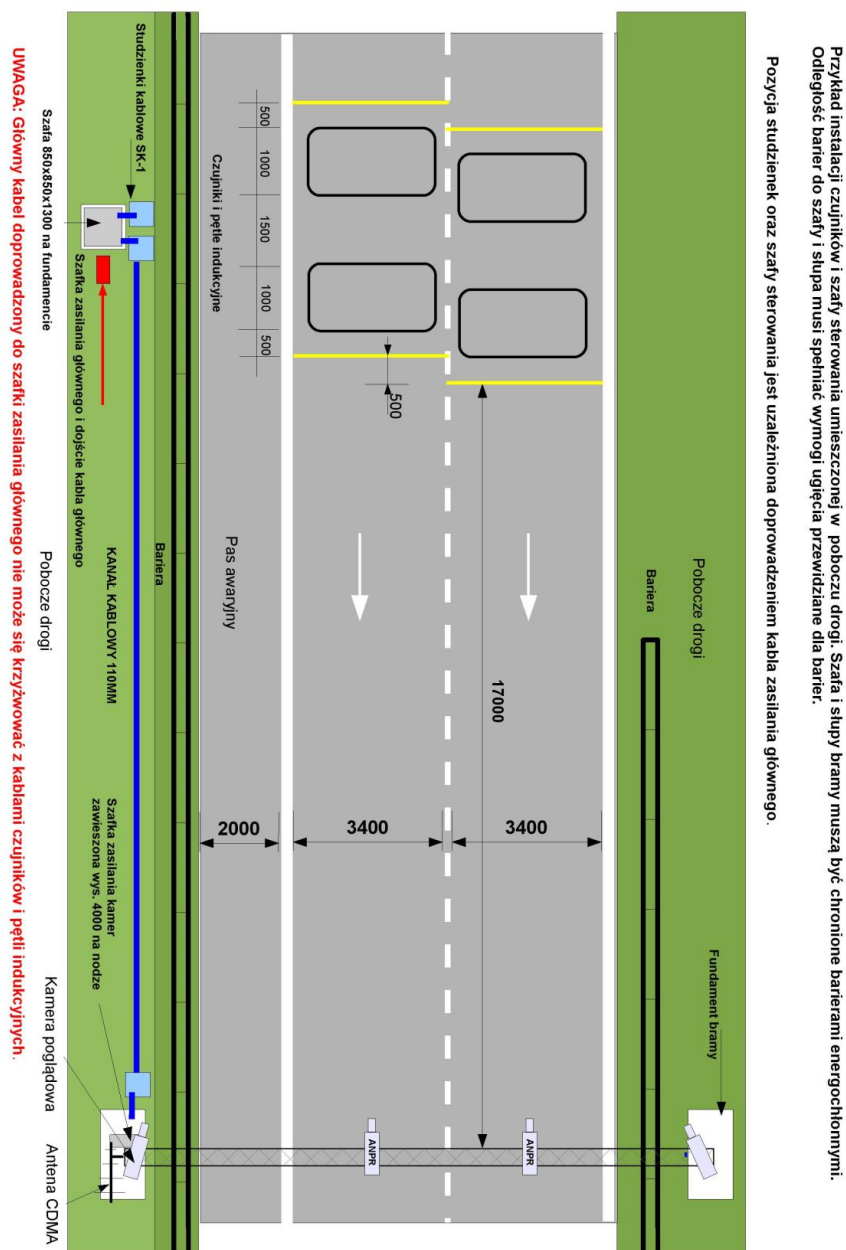 Przykład instalacji czujników i szafy sterowania umieszczonej w poboczu drogi. Szafa i słupy bramy muszą być chronione barierami energochłonnymi.
Odległość barier do szafy i słupa musi spełniać wymogi ugięcia przewidziane dla barier.
Pozycja studzienek oraz szafy sterowania jest uzależniona doprowadzeniem kabla zasilania głównego.
Pobocze drogi
Bariera
Fundament bramy
17000
3400
3400
2000
ANPR
ANPR
500
1000
1500
1000
500
500
Czujniki i pętle indukcyjne
Pas awaryjny
Bariera
Studzienki kablowe SK-1
KANAŁ KABLOWY 110MM
Szafka zasilania kamer
zawieszona wys. 4000 na nodze
Szafka zasilania głównego i dojście kabla głównego
Szafa 850x850x1300 na fundamencie
Pobocze drogi
Kamera poglądowa
Antena CDMA
UWAGA: Główny kabel doprowadzony do szafki zasilania głównego nie może się krzyżwować z kablami czujników i pętli indukcyjnych.